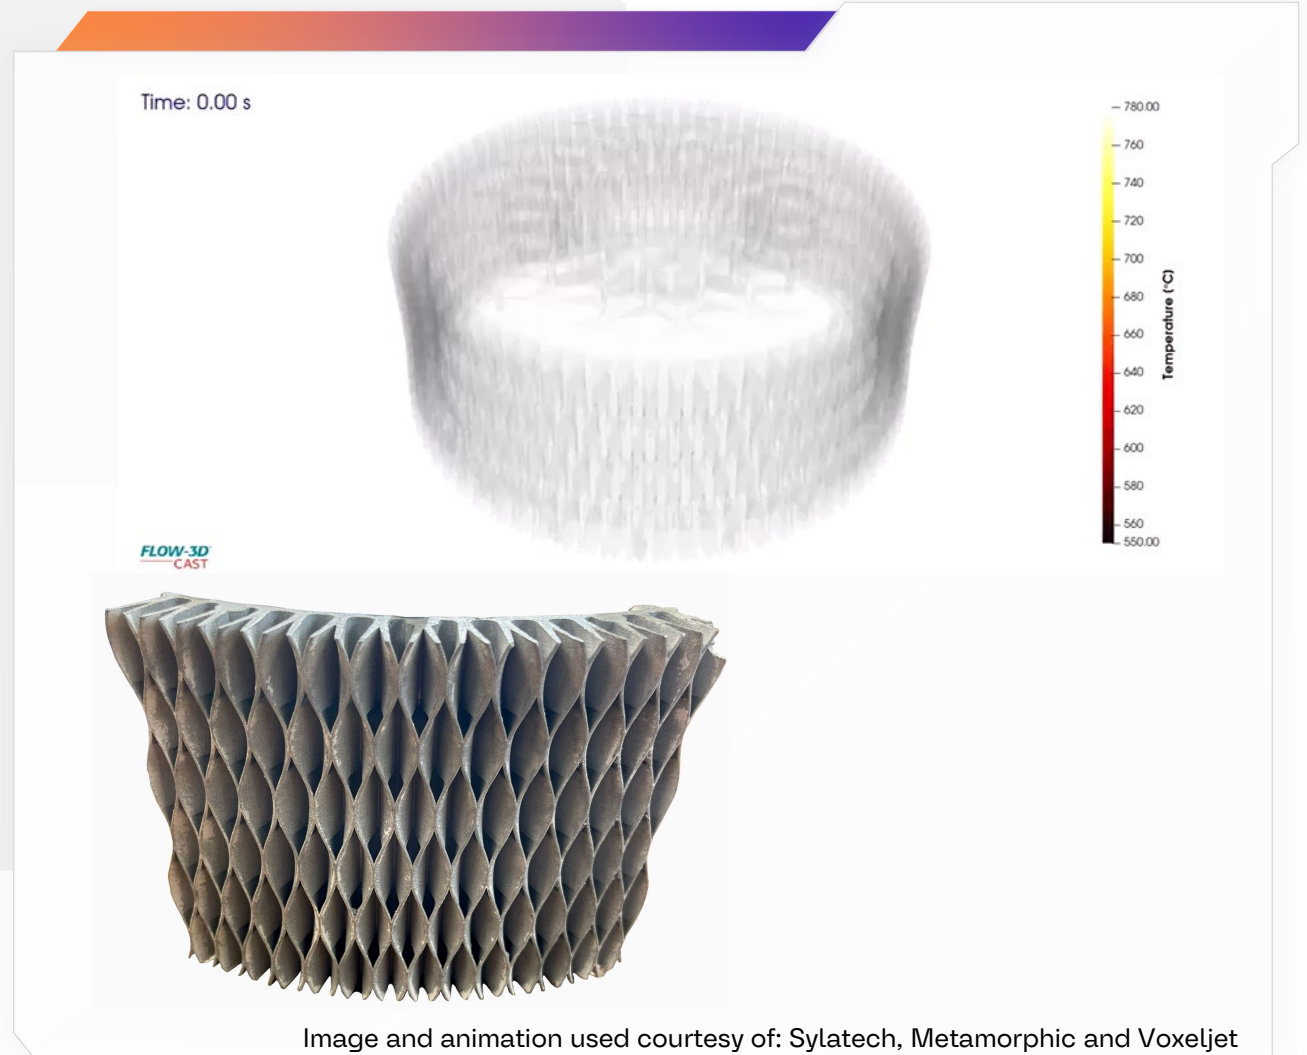 Time: 0.00 s
780.00
760
740
720
700
680
660
640
620
600
580
560
550.00
Temperature (°C)
FLOW-3D
CAST
Image and animation used courtesy of: Sylatech, Metamorphic and Voxeljet